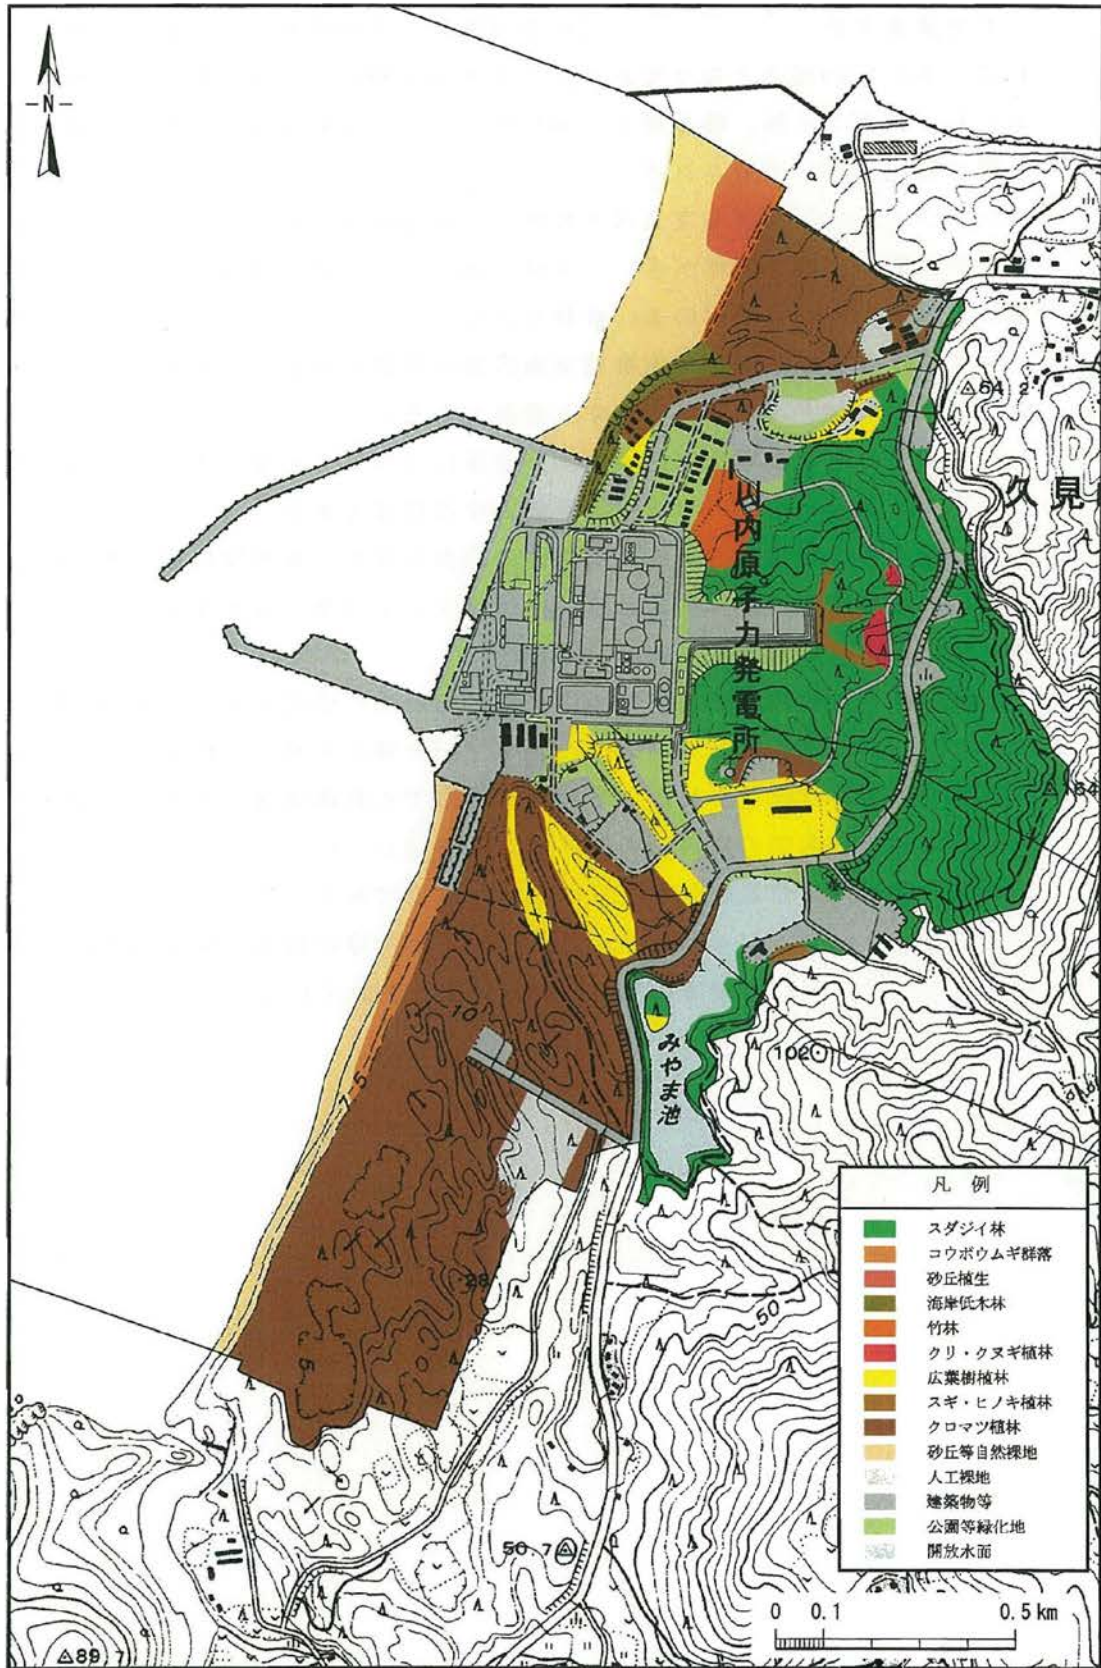 N
64 2
久見
川内原子力発電所
164
10
7.5
みやま池
102
28
50
5
50 7
89 7
凡 例
スダジイ林
コウボウムギ群落
砂丘植生
海岸低木林
竹林
クリ・クヌギ植林
広葉樹植林
スギ・ヒノキ植林
クロマツ植林
砂丘等自然裸地
人工裸地
建築物等
公園等緑化地
開放水面
0 0.1 0.5 km